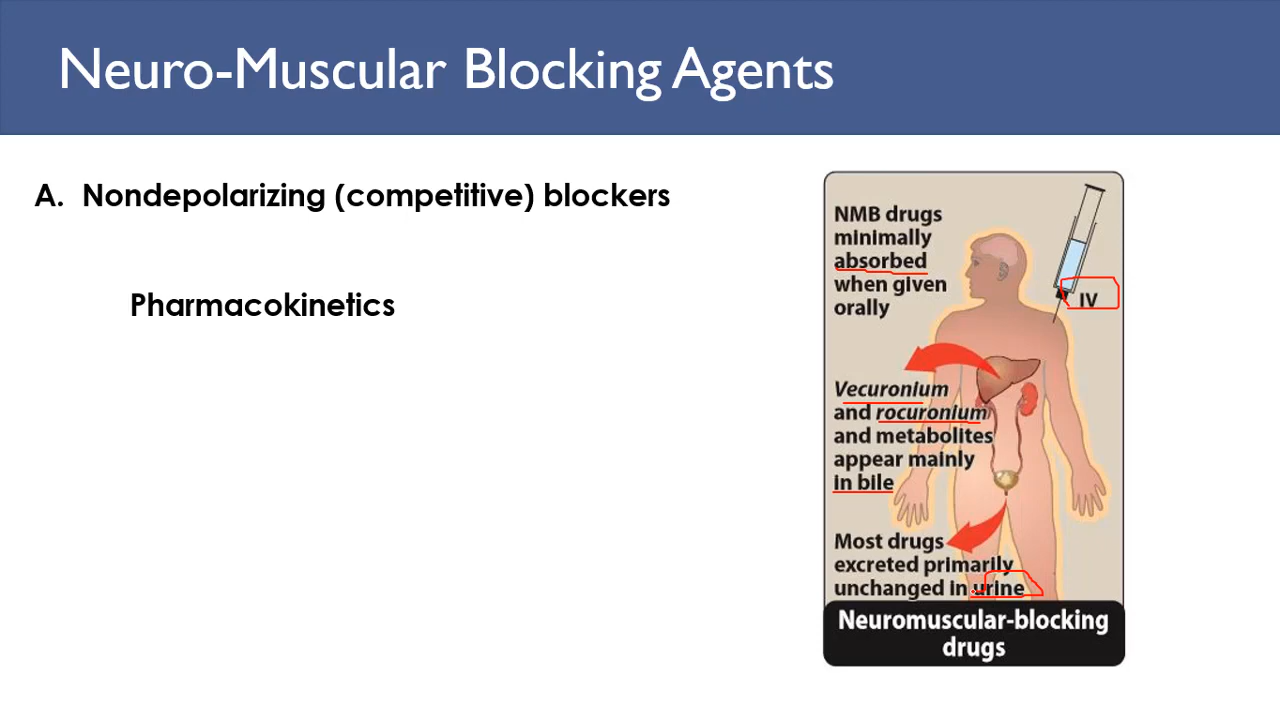 Neuro-Muscular Blocking Agents
A. Nondepolarizing (competitive) blockers
Pharmacokinetics
NMB drugs
minimally
absorbed
when given
orally
IV
Vecuronium
and rocuronium
and metabolites
appear mainly
in bile
Most drugs
excreted primarily
unchanged in urine
Neuromuscular-blocking
drugs